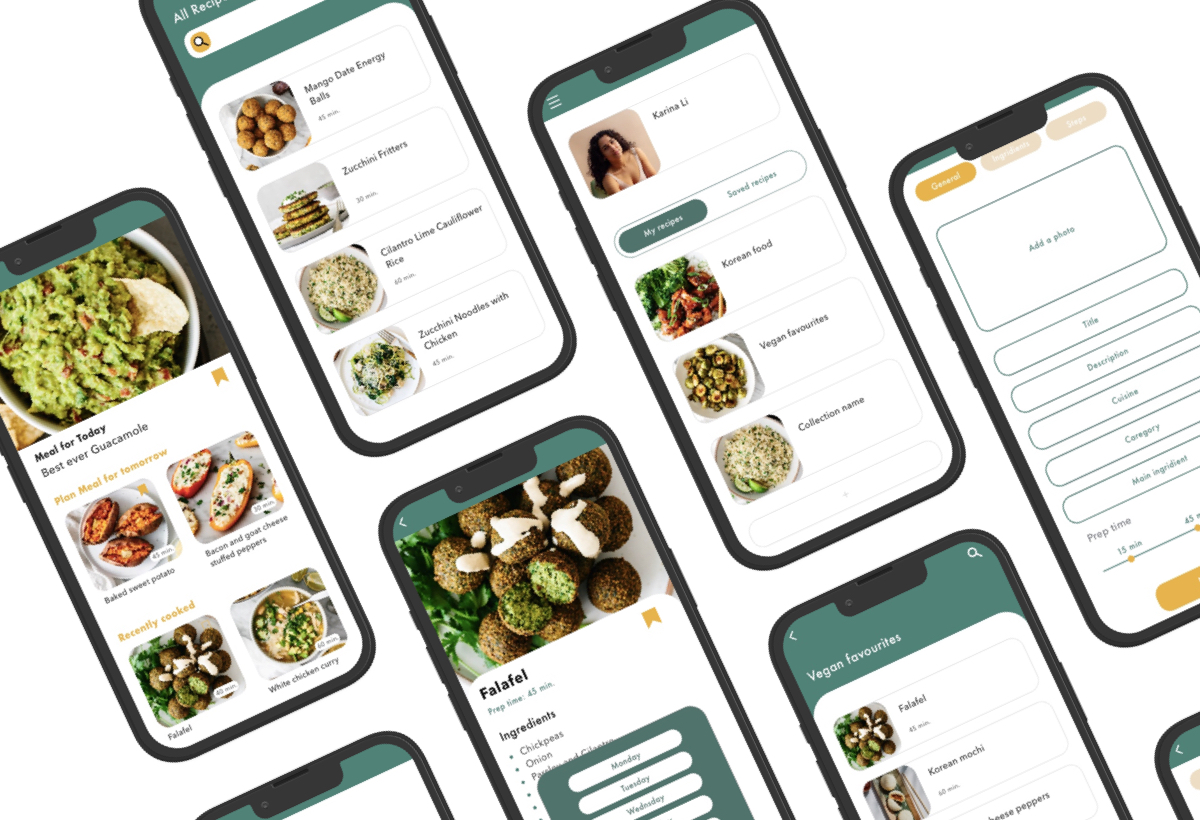 All Recipes
Mango Date Energy
Balls
45 min.
Zucchini Fritters
30 min.
Cilantro Lime Cauliflower
Rice
60 min.
Zucchini Noodles with
Chicken
45 min.
Karina Li
My recipes
Saved recipes
Korean food
Vegan favourites
Collection name
+
General
Ingridients
Steps
Add a photo
Title
Description
Cuisine
Caregory
Main ingridient
Prep time
15 min
45 m
Meal for Today
Best ever Guacamole
Plan Meal for tomorrow
45 min.
Baked sweet potato
30 min.
Bacon and goat cheese
stuffed peppers
Recently cooked
40 min.
Falafel
60 min.
White chicken curry
Falafel
Prep time: 45 min.
Ingredients
Chickpeas
Onion
Parsley and Cilantro
Monday
Tuesday
Wednsday
Vegan favourites
Falafel
45 min.
Korean mochi
60 min.
cheese peppers